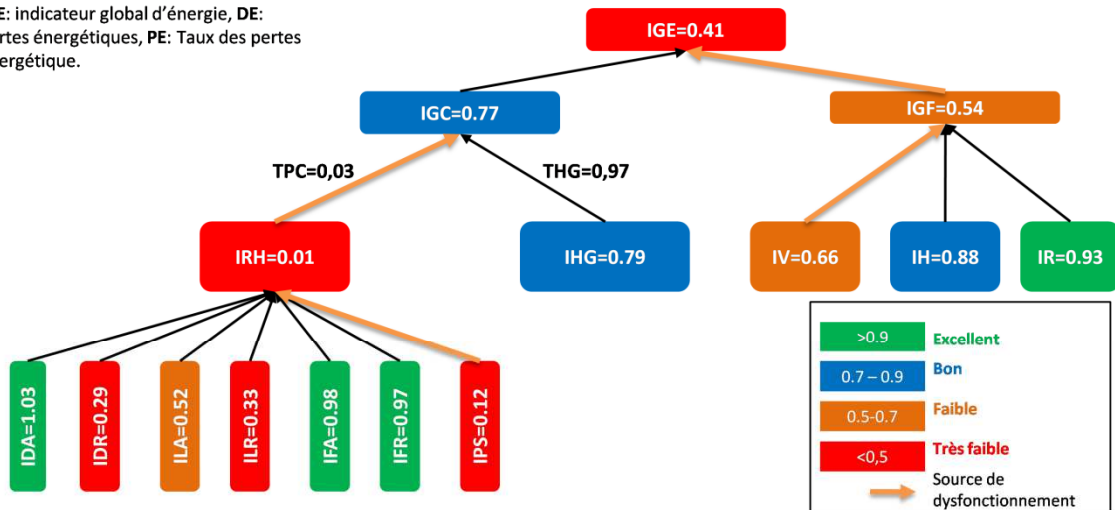 E: indicateur global d'énergie, DE:
rtes énergétiques, PE: Taux des pertes
ergétique.
IGE=0.41
IGC=0.77
IGF=0.54
TPC=0,03
THG=0,97
IRH=0.01
IHG=0.79
IV=0.66
IH=0.88
IR=0.93
IDA=1.03
IDR=0.29
ILA=0.52
ILR=0.33
IFA=0.98
IFR=0.97
IPS=0.12
>0.9 Excellent
0.7 – 0.9 Bon
0.5-0.7 Faible
<0,5 Très faible
Source de
dysfonctionnement